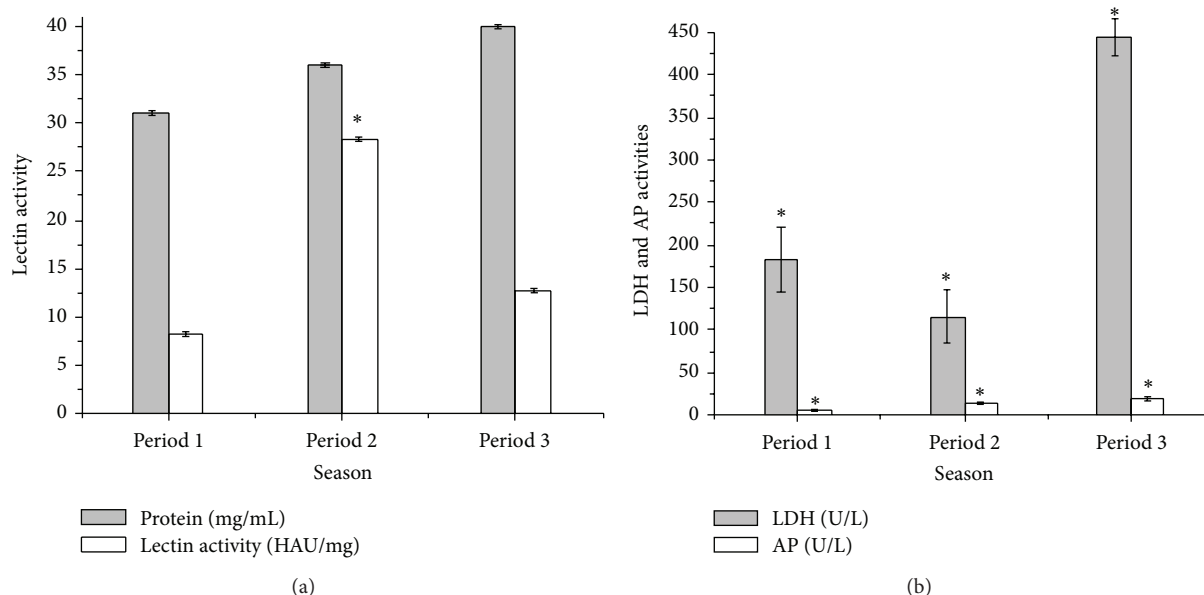 Lectin activity
40
35
30
25
20
15
10
5
0
*
Period 1 Period 2 Period 3
Season
Protein (mg/mL)
Lectin activity (HAU/mg)
(a)
LDH and AP activities
450
400
350
300
250
200
150
100
50
0
*
*
*
*
*
*
Period 1 Period 2 Period 3
Season
LDH (U/L)
AP (U/L)
(b)